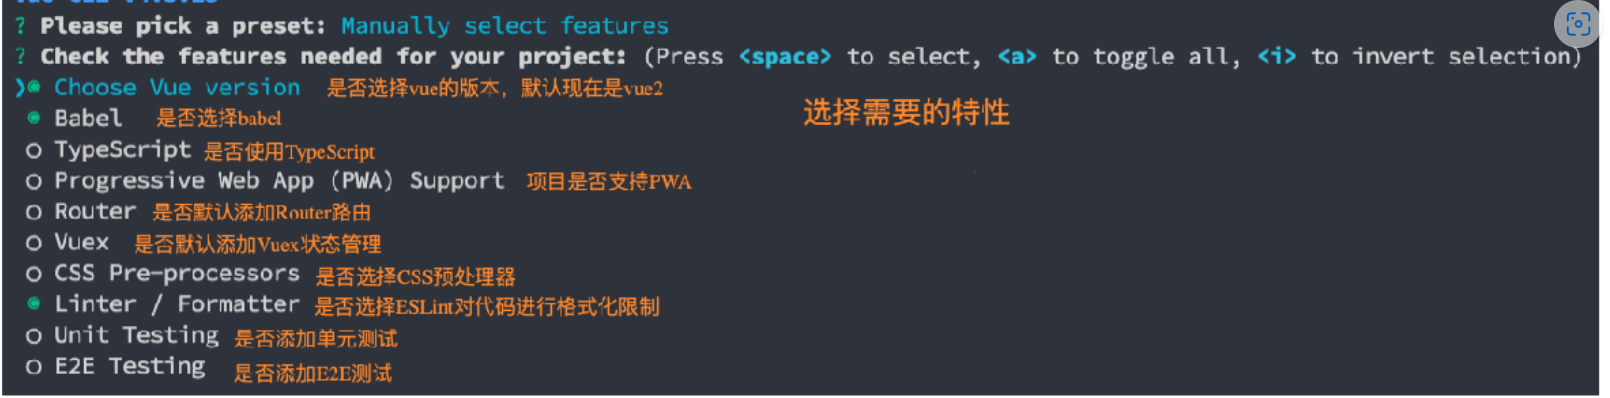 ? Please pick a preset: Manually select features
? Check the features needed for your project: (Press <space> to select, <a> to toggle all, <i> to invert selection)
❯◉ Choose Vue version 是否选择vue的版本，默认现在是vue2
◉ Babel 是否选择babel
选择需要的特性
◯ TypeScript 是否使用TypeScript
◯ Progressive Web App (PWA) Support 项目是否支持PWA
◯ Router 是否默认添加Router路由
◯ Vuex 是否默认添加Vuex状态管理
◯ CSS Pre-processors 是否选择CSS预处理器
◉ Linter / Formatter 是否选择ESLint对代码进行格式化限制
◯ Unit Testing 是否添加单元测试
◯ E2E Testing 是否添加E2E测试